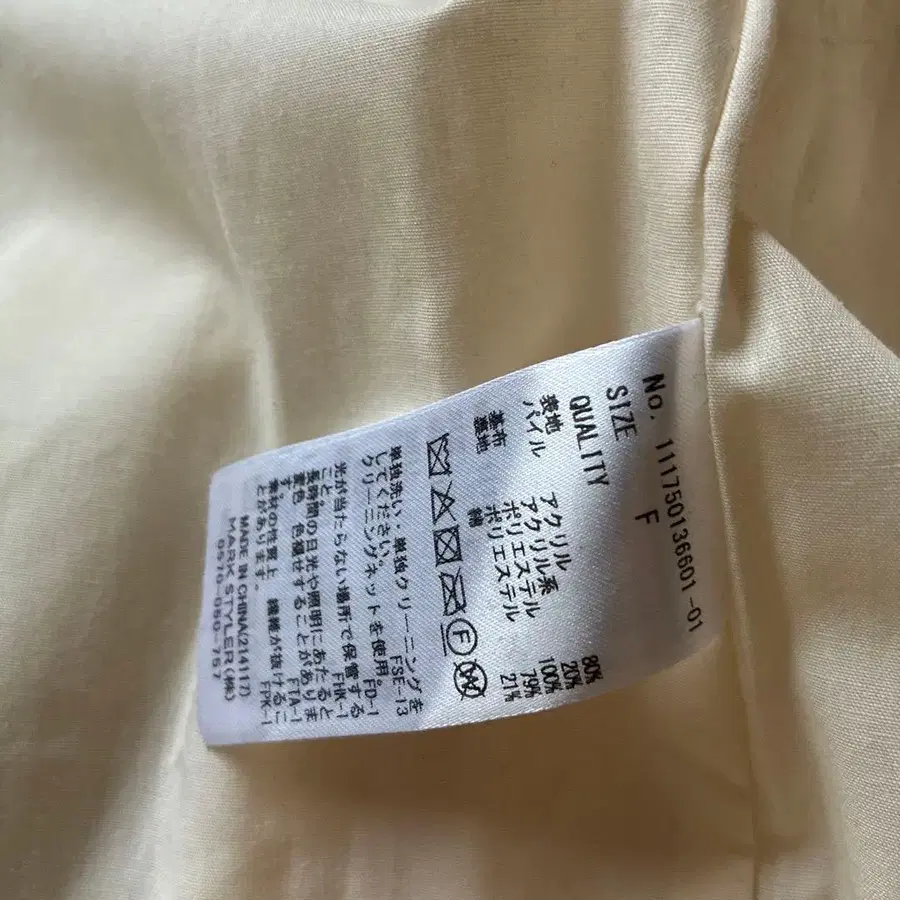 No. 111750136601-01
SIZE F
QUALITY
表地
パイル アクリル 80%
アクリル系 20%
基布 ポリエステル 100%
裏地 ポリエステル 79%
綿 21%
F
W
単独洗い・単独クリーニングを
してください。 FSE-13
クリーニングネットを使用。 FD-1
光が当たらない場所で保管する
こと。 FHK-1
長時間の日光や照明にあたると
変色、色褪せすることがありま
す。 FTA-1
素材の性質上、繊維が抜けるこ
とがあります。 FPK-1
MADE IN CHINA(214117)
MARK STYLER(株)
0570-050-757